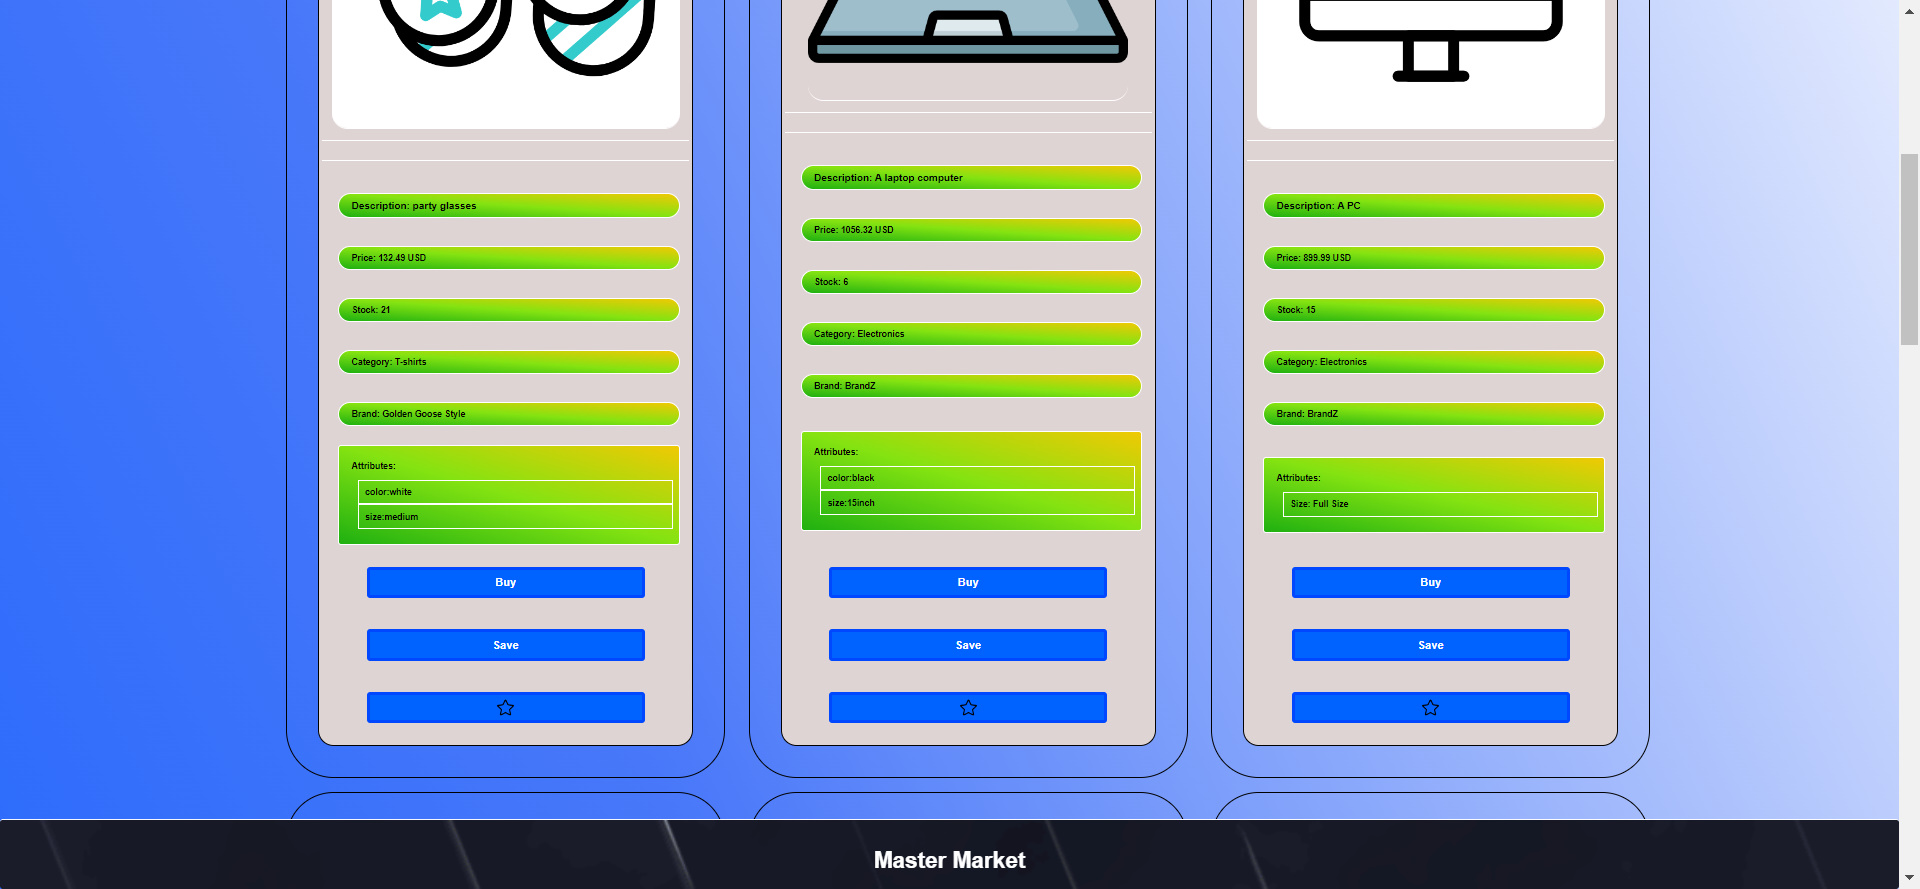 Description: party glasses
Price: 132.49 USD
Stock: 21
Category: T-shirts
Brand: Golden Goose Style
Attributes:
color:white
size:medium
Buy
Save
Description: A laptop computer
Price: 1056.32 USD
Stock: 6
Category: Electronics
Brand: BrandZ
Attributes:
color:black
size:15inch
Buy
Save
Description: A PC
Price: 899.99 USD
Stock: 15
Category: Electronics
Brand: BrandZ
Attributes:
Size: Full Size
Buy
Save
Master Market